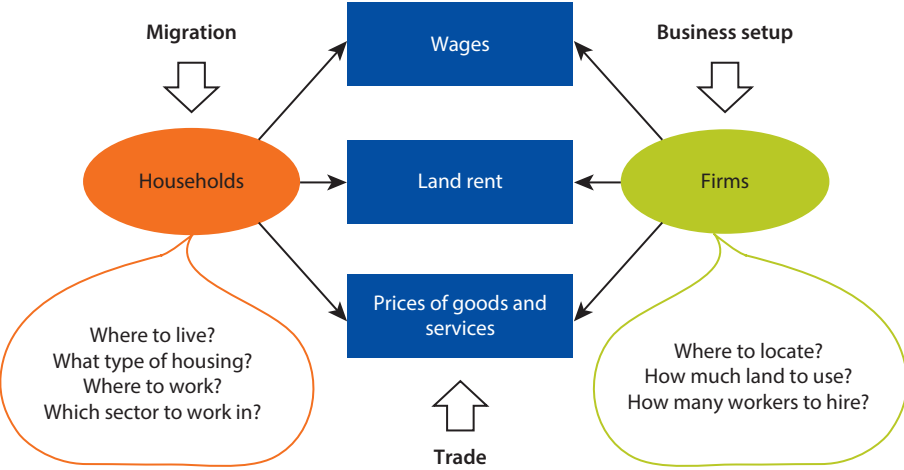 Migration
Wages
Business setup
Households
Land rent
Firms
Prices of goods and
services
Where to live?
What type of housing?
Where to work?
Which sector to work in?
Where to locate?
How much land to use?
How many workers to hire?
Trade